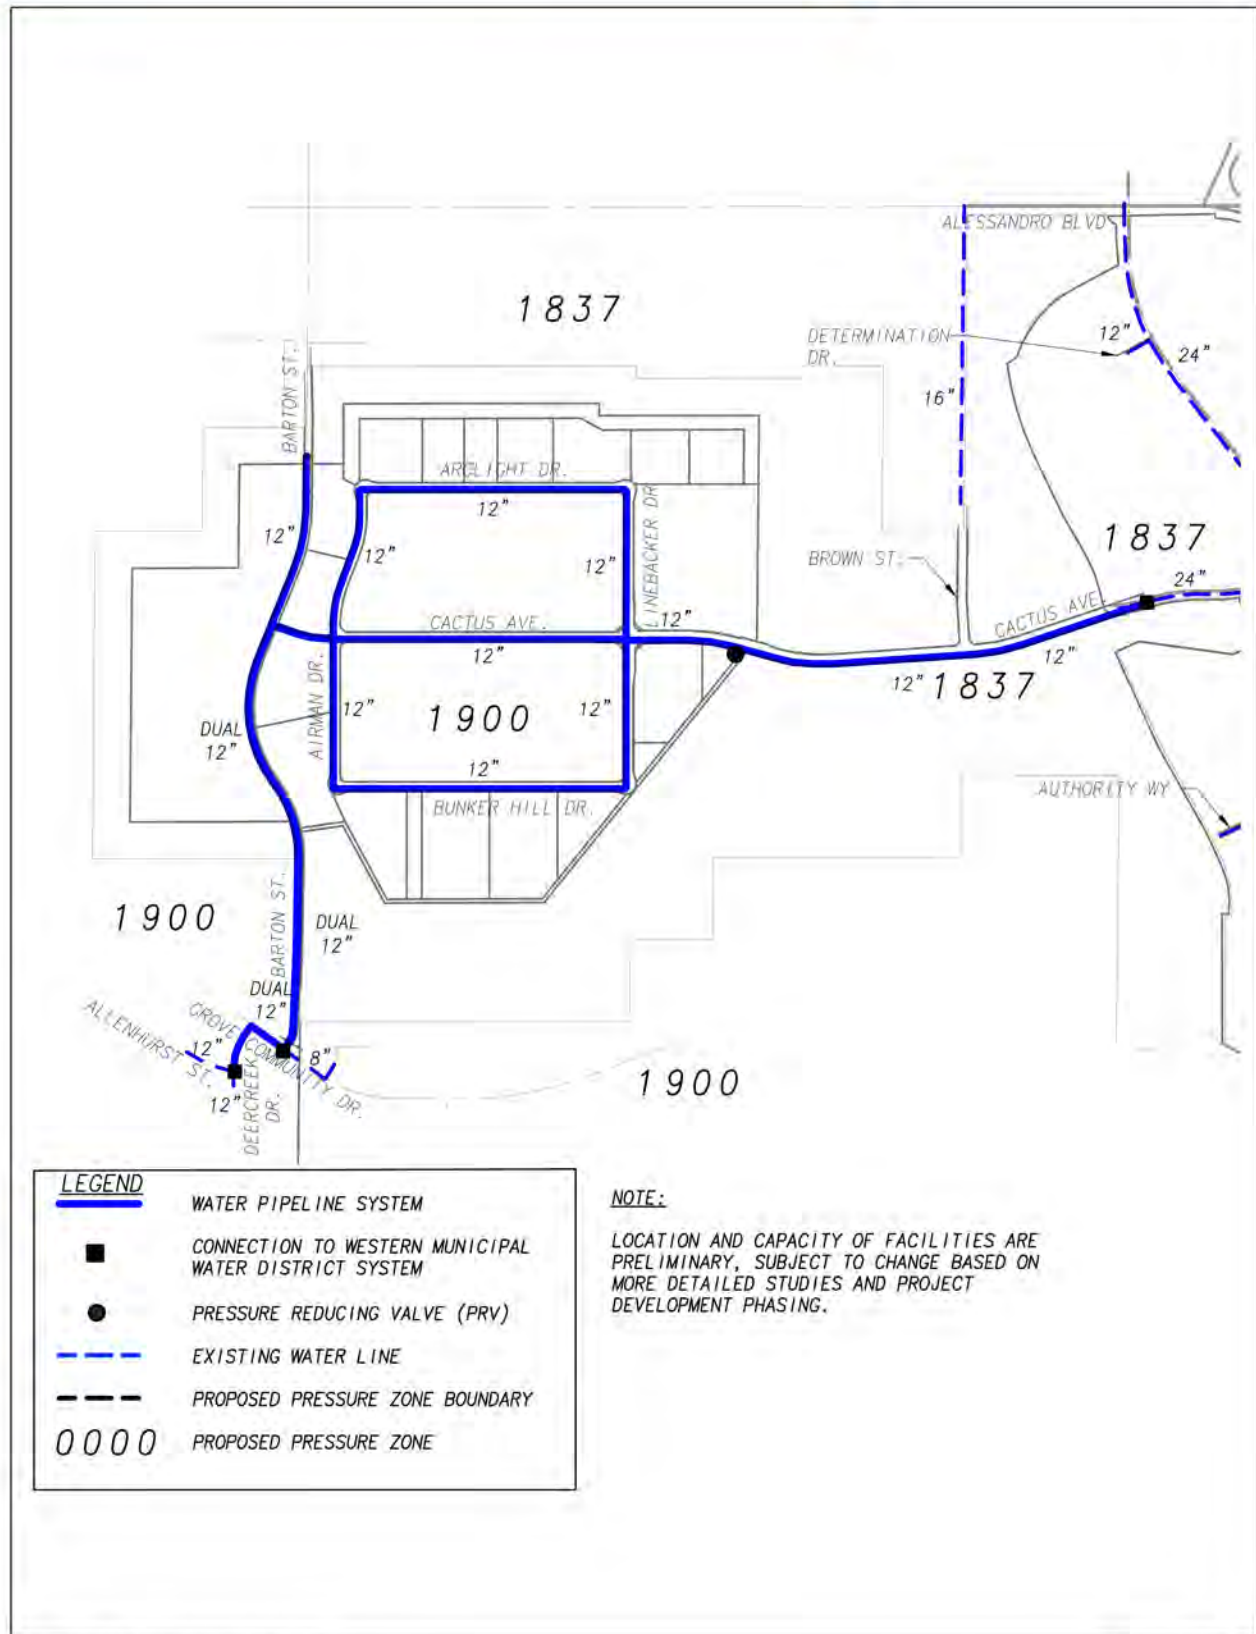 ALESSANDRO BLVD
1837
DETERMINATION
DR.
12"
24"
16"
BARTON ST.
ARCLIGHT DR.
12"
LINEBACKER DR
12"
12"
12"
1837
BROWN ST.
24"
CACTUS AVE.
12"
CACTUS AVE.
12"
12"
12"
1837
AIRMAN DR.
12"
1900
12"
DUAL
12"
12"
BUNKER HILL DR.
AUTHORITY WY
1900
BARTON ST.
DUAL
12"
DUAL
12"
GROVE COMMUNITY DR.
ALLENHURST ST.
12"
8"
12"
DEERCREEK
DR.
1900
LEGEND
WATER PIPELINE SYSTEM
CONNECTION TO WESTERN MUNICIPAL
WATER DISTRICT SYSTEM
PRESSURE REDUCING VALVE (PRV)
EXISTING WATER LINE
PROPOSED PRESSURE ZONE BOUNDARY
0000 PROPOSED PRESSURE ZONE
NOTE:
LOCATION AND CAPACITY OF FACILITIES ARE
PRELIMINARY, SUBJECT TO CHANGE BASED ON
MORE DETAILED STUDIES AND PROJECT
DEVELOPMENT PHASING.